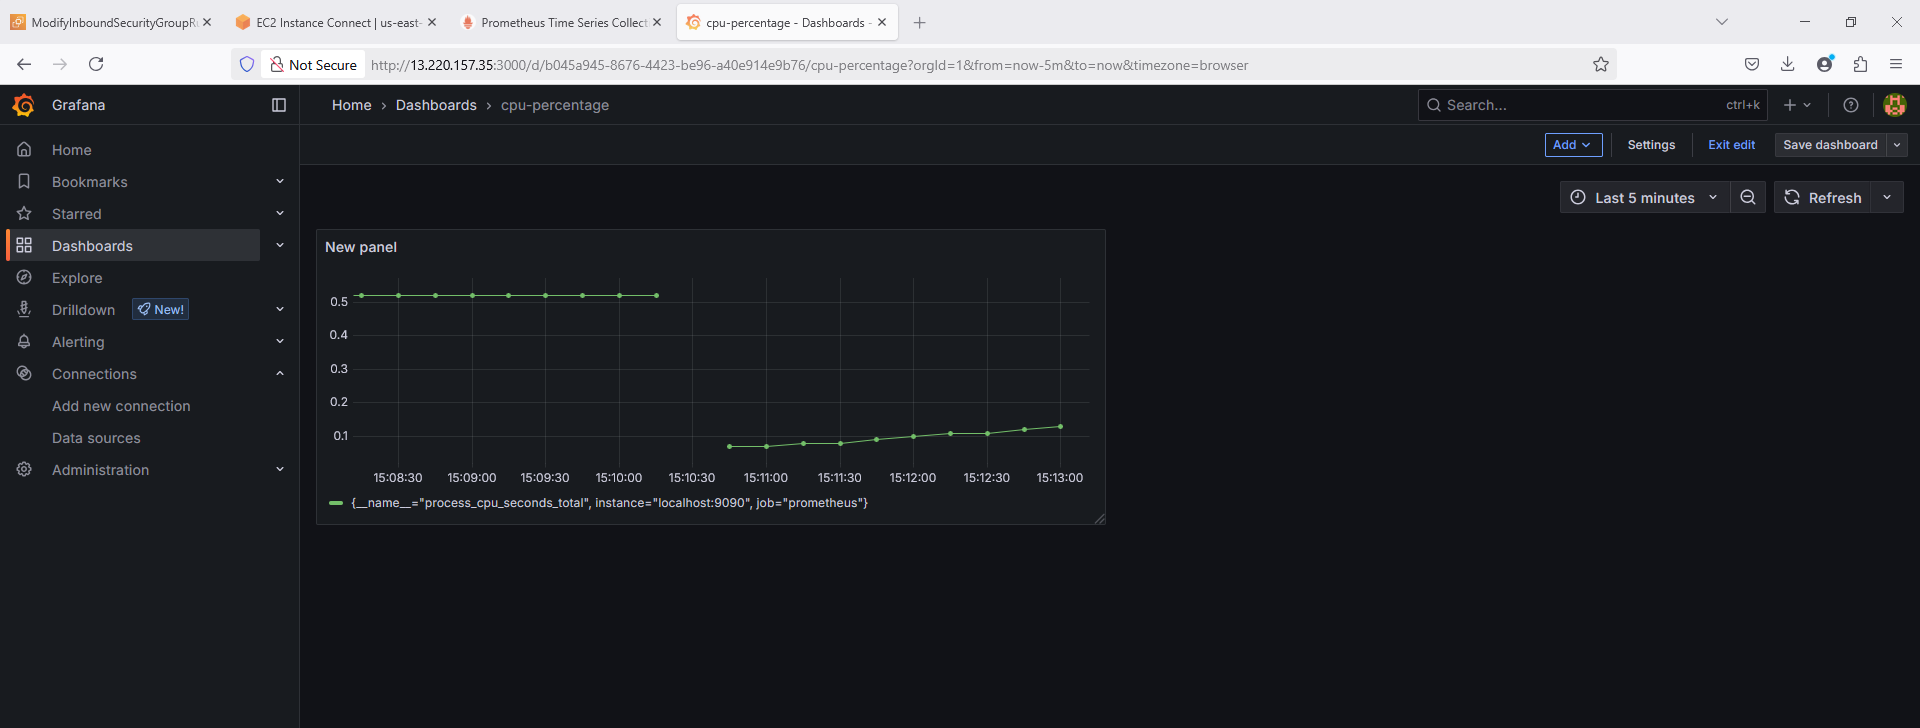 ModifyInboundSecurityGroupRu
EC2 Instance Connect | us-east-
Prometheus Time Series Collect
cpu-percentage - Dashboards -
Not Secure
http://13.220.157.35:3000/d/b045a945-8676-4423-be96-a40e914e9b76/cpu-percentage?orgId=1&from=now-5m&to=now&timezone=browser
Grafana
Home › Dashboards › cpu-percentage
Search...
ctrl+k
Add
Settings
Exit edit
Save dashboard
Home
Bookmarks
Starred
Dashboards
Explore
Drilldown
New!
Alerting
Connections
Add new connection
Data sources
Administration
Last 5 minutes
Refresh
New panel
0.5
0.4
0.3
0.2
0.1
15:08:30 15:09:00 15:09:30 15:10:00 15:10:30 15:11:00 15:11:30 15:12:00 15:12:30 15:13:00
{__name__="process_cpu_seconds_total", instance="localhost:9090", job="prometheus"}